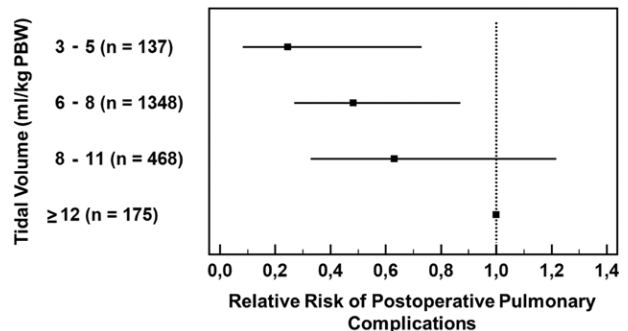 Tidal Volume (ml/kg PBW)
3 - 5 (n = 137)
6 - 8 (n = 1348)
8 - 11 (n = 468)
≥ 12 (n = 175)
0,0 0,2 0,4 0,6 0,8 1,0 1,2 1,4
Relative Risk of Postoperative Pulmonary
Complications